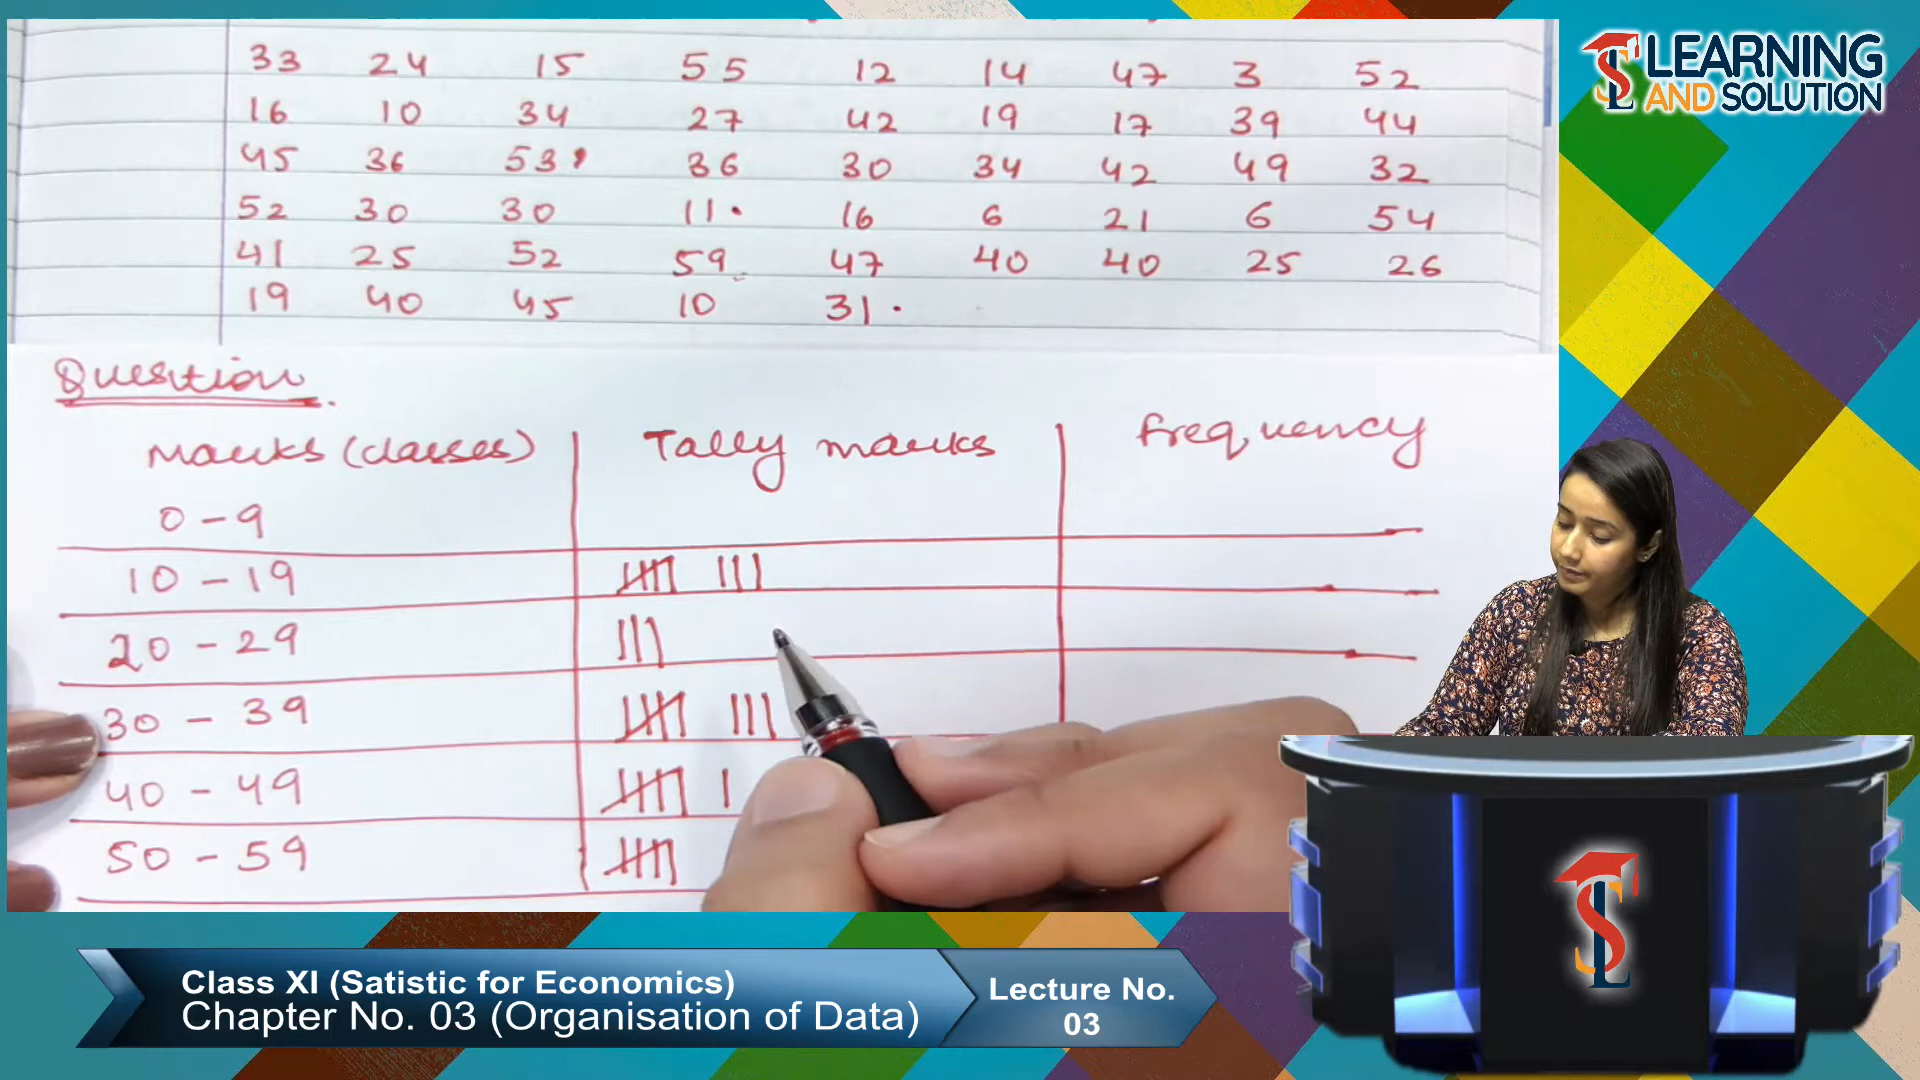 33 24 15 55 12 14 47 3 52
16 10 34 27 42 19 17 39 44
45 36 53 36 30 34 42 49 32
52 30 30 11. 16 6 21 6 54
41 25 52 59 47 40 40 25 26
19 40 45 10 31.
Question.
Marks (classes) Tally marks frequency
0 - 9
10 - 19
20 - 29
30 - 39
40 - 49
50 - 59
LEARNING
AND SOLUTION
SL
Class XI (Satistic for Economics)
Chapter No. 03 (Organisation of Data)
Lecture No.
03
SL